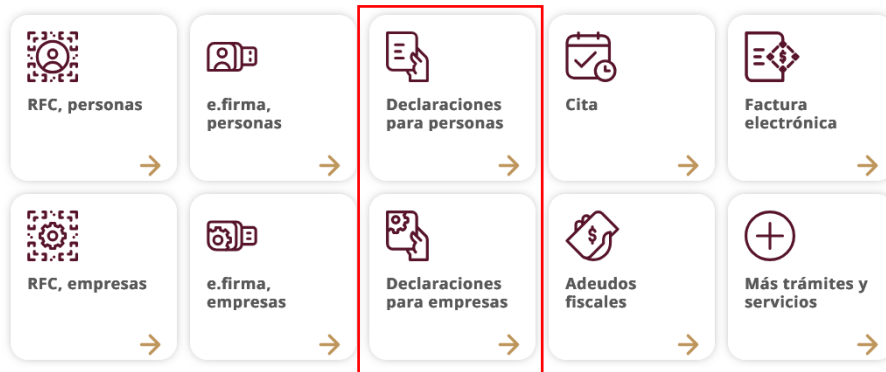 RFC, personas
e.firma,
personas
Declaraciones
para personas
Cita
Factura
electrónica
RFC, empresas
e.firma,
empresas
Declaraciones
para empresas
Adeudos
fiscales
Más trámites y
servicios